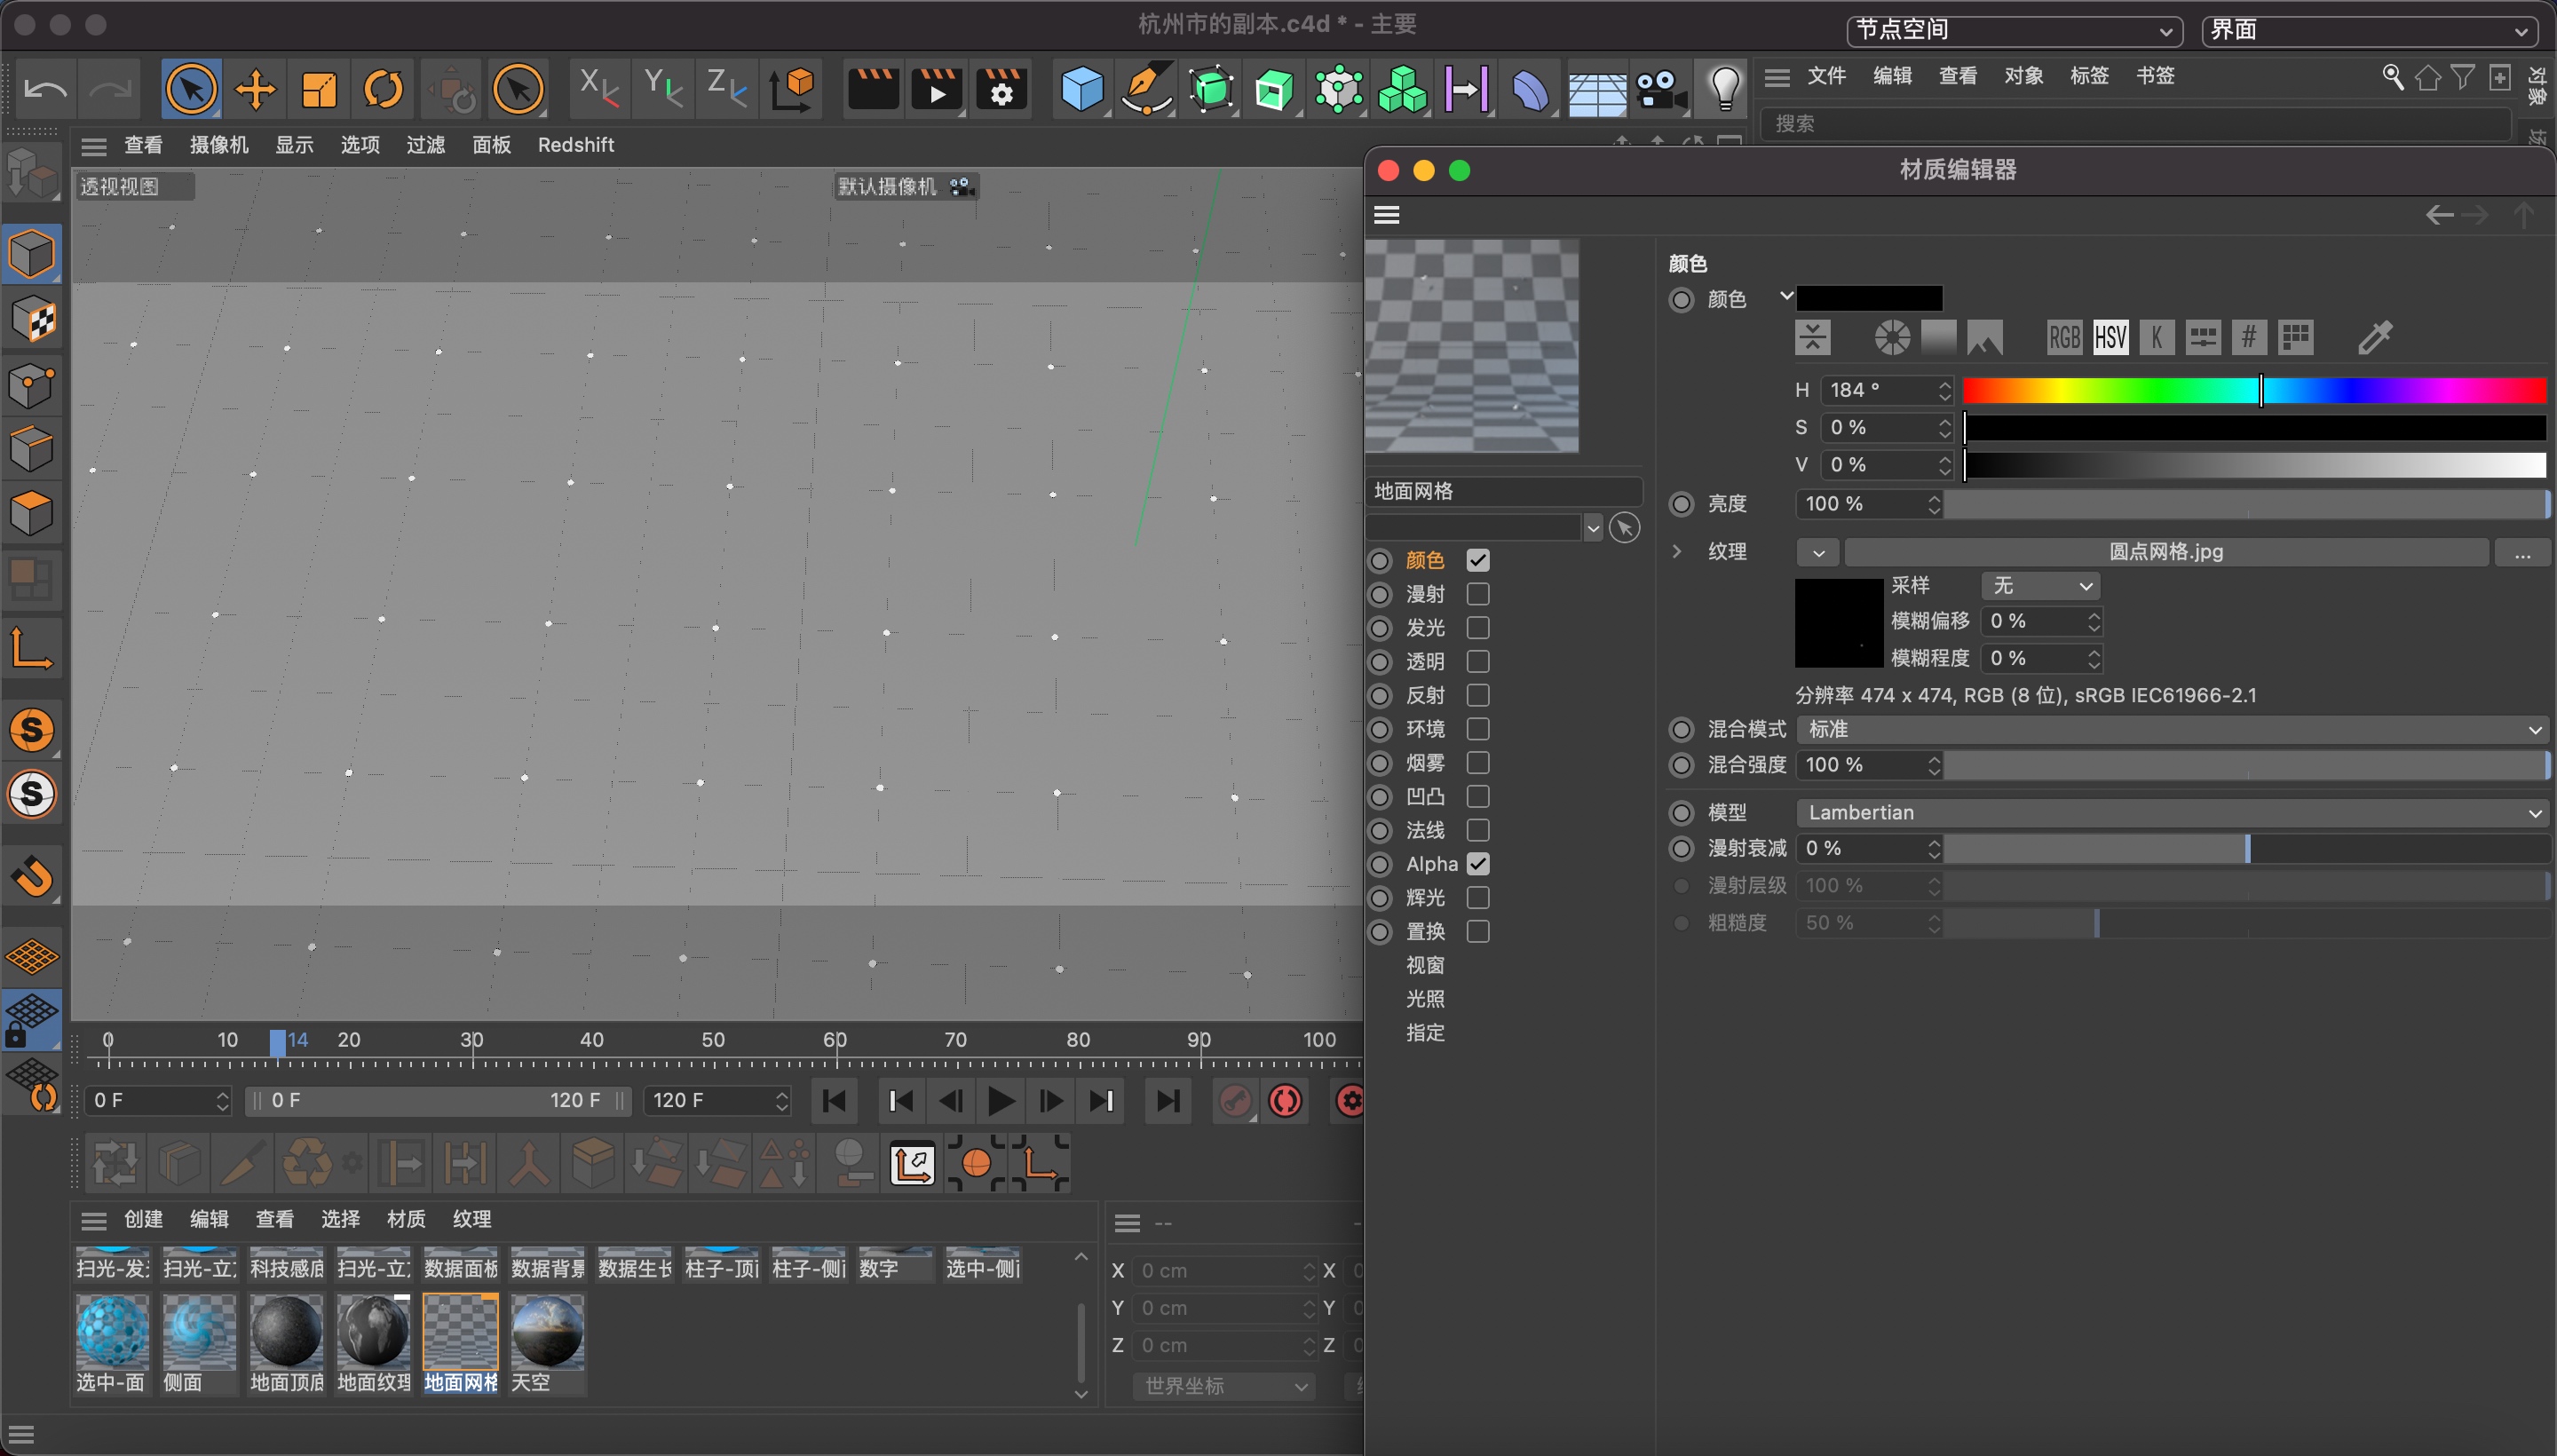 杭州市的副本.c4d * - 主要
节点空间
界面
X Y Z
文件 编辑 查看 对象 标签 书签
对象
搜索
查看 摄像机 显示 选项 过滤 面板 Redshift
透视视图
默认摄像机
材质编辑器
地面网格
颜色
漫射
发光
透明
反射
环境
烟雾
凹凸
法线
Alpha
辉光
置换
视窗
光照
指定
颜色
颜色
RGB HSV K #
H 184 °
S 0 %
V 0 %
亮度 100 %
纹理 圆点网格.jpg ...
采样 无
模糊偏移 0 %
模糊程度 0 %
分辨率 474 x 474, RGB (8 位), sRGB IEC61966-2.1
混合模式 标准
混合强度 100 %
模型 Lambertian
漫射衰减 0 %
漫射层级 100 %
粗糙度 50 %
S
S
0 10 14 20 30 40 50 60 70 80 90 100
0 F 0 F 120 F 120 F
创建 编辑 查看 选择 材质 纹理
扫光-发 扫光-立 科技感底 扫光-立 数据面板 数据背景 数据生长 柱子-顶 柱子-侧 数字 选中-侧
选中-面 侧面 地面顶底 地面纹理 地面网格 天空
--
X 0 cm X 0
Y 0 cm Y 0
Z 0 cm Z 0
世界坐标